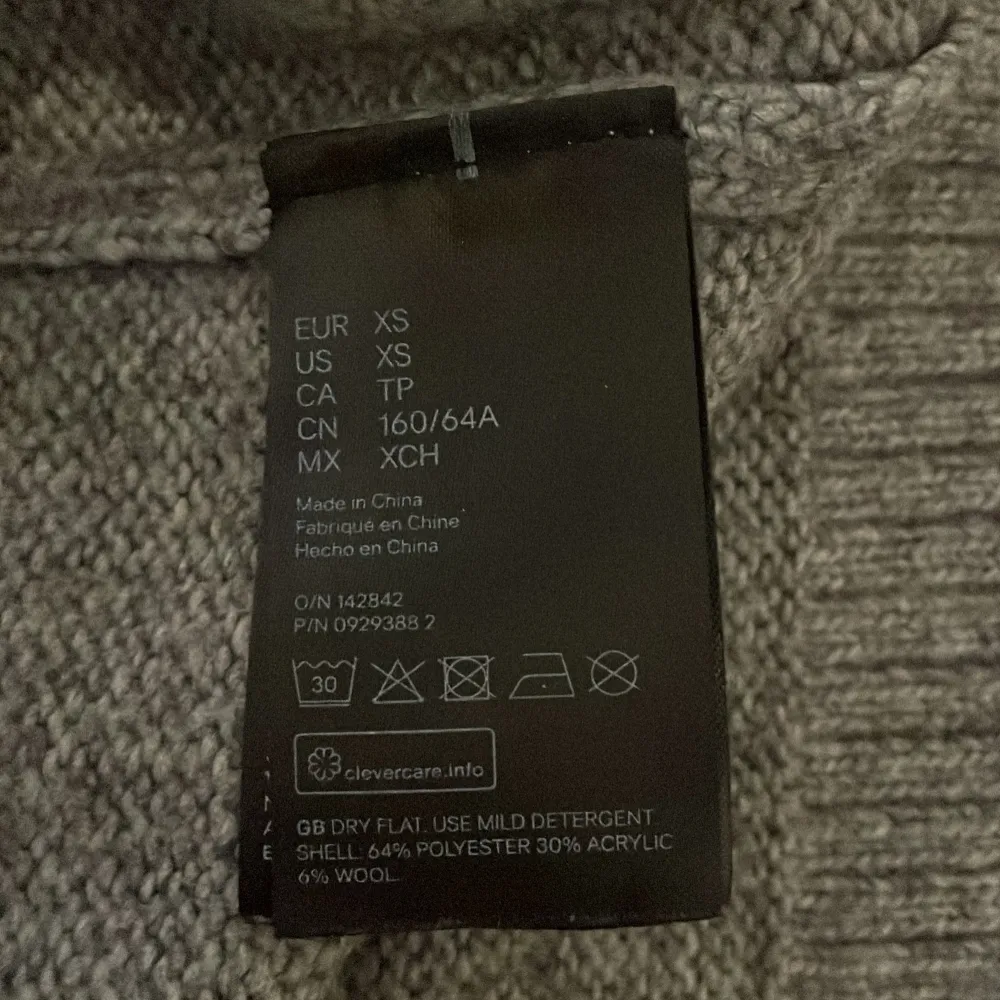 EUR XS
US XS
CA TP
CN 160/64A
MX XCH
Made in China
Fabriqué en Chine
Hecho en China
O/N 142842
P/N 0929388 2
30
clevercare.info
GB DRY FLAT. USE MILD DETERGENT.
SHELL: 64% POLYESTER 30% ACRYLIC
6% WOOL.